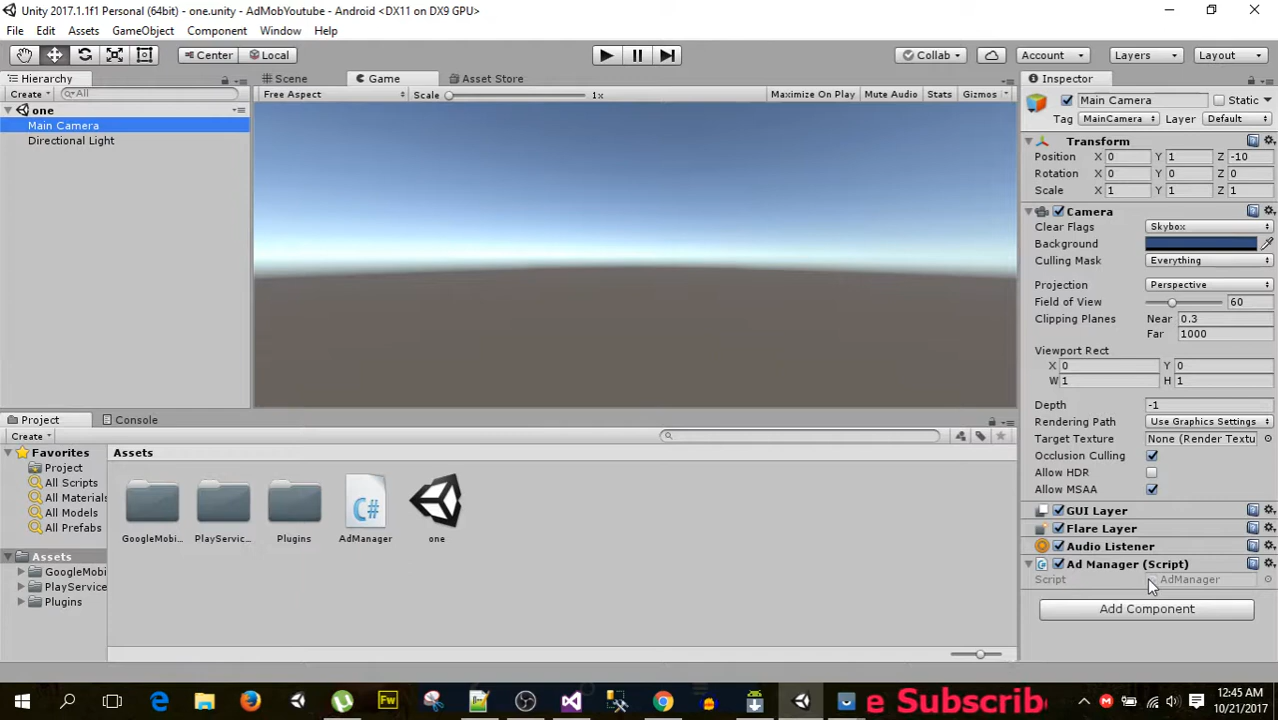 Unity 2017.1.1f1 Personal (64bit) - one.unity - AdMobYoutube - Android <DX11 on DX9 GPU>
File Edit Assets GameObject Component Window Help
Center Local Collab Account Layers Layout
Hierarchy
Create All
one
Main Camera
Directional Light
Scene Game Asset Store
Free Aspect Scale 1x Maximize On Play Mute Audio Stats Gizmos
Inspector
Main Camera Static
Tag MainCamera Layer Default
Transform
Position X 0 Y 1 Z -10
Rotation X 0 Y 0 Z 0
Scale X 1 Y 1 Z 1
Camera
Clear Flags Skybox
Background
Culling Mask Everything
Projection Perspective
Field of View 60
Clipping Planes Near 0.3
Far 1000
Viewport Rect
X 0 Y 0
W 1 H 1
Depth -1
Rendering Path Use Graphics Settings
Target Texture None (Render Textu
Occlusion Culling
Allow HDR
Allow MSAA
GUI Layer
Flare Layer
Audio Listener
Ad Manager (Script)
Script AdManager
Add Component
Project Console
Create
Favorites
Project
All Scripts
All Materials
All Models
All Prefabs
Assets
GoogleMobi
PlayService
Plugins
Assets
GoogleMobi... PlayServic... Plugins AdManager one
C#
Fw
e Subscrib
12:45 AM
10/21/2017